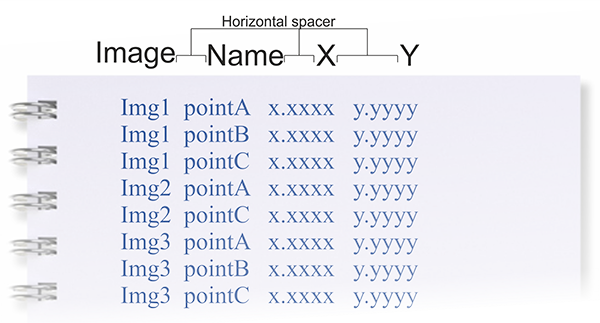 Horizontal spacer
Image Name X Y
Img1 pointA x.xxxx y.yyyy
Img1 pointB x.xxxx y.yyyy
Img1 pointC x.xxxx y.yyyy
Img2 pointA x.xxxx y.yyyy
Img2 pointC x.xxxx y.yyyy
Img3 pointA x.xxxx y.yyyy
Img3 pointB x.xxxx y.yyyy
Img3 pointC x.xxxx y.yyyy